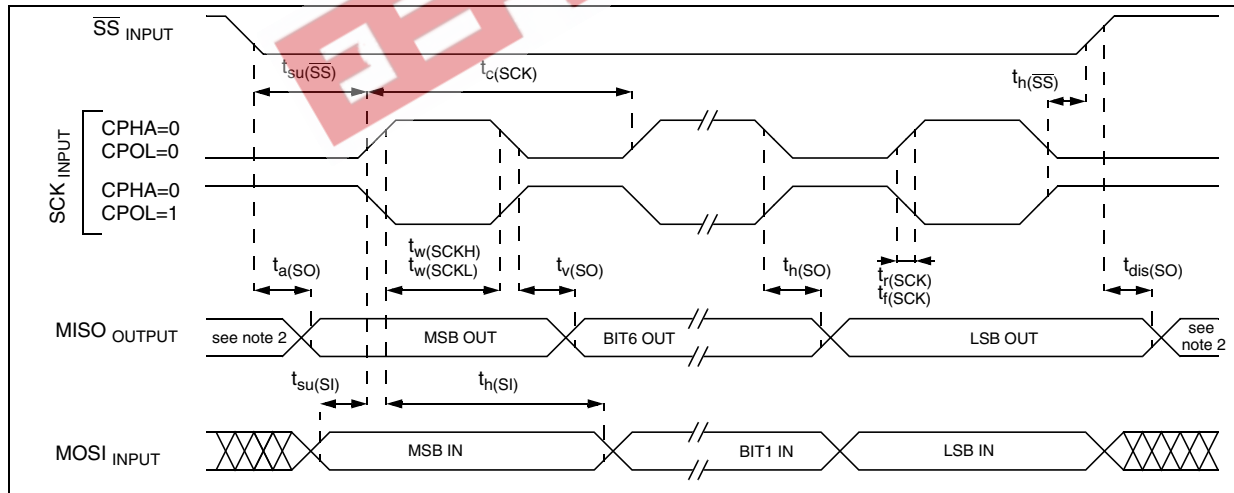 SS INPUT
tsu(SS)
tc(SCK)
th(SS)
SCK INPUT
CPHA=0
CPOL=0
CPHA=0
CPOL=1
ta(SO)
tw(SCKH)
tw(SCKL)
tv(SO)
th(SO)
tr(SCK)
tf(SCK)
tdis(SO)
MISO OUTPUT
see note 2
MSB OUT
BIT6 OUT
LSB OUT
see
note 2
tsu(SI)
th(SI)
MOSI INPUT
MSB IN
BIT1 IN
LSB IN